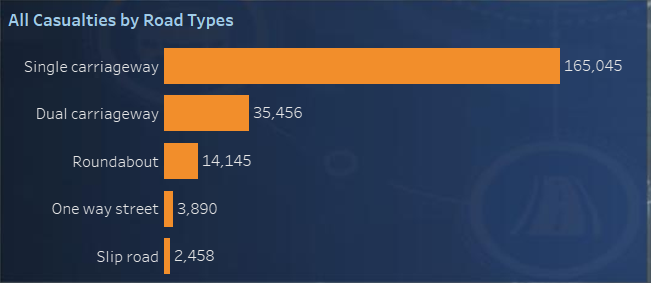 All Casualties by Road Types
Single carriageway 165,045
Dual carriageway 35,456
Roundabout 14,145
One way street 3,890
Slip road 2,458